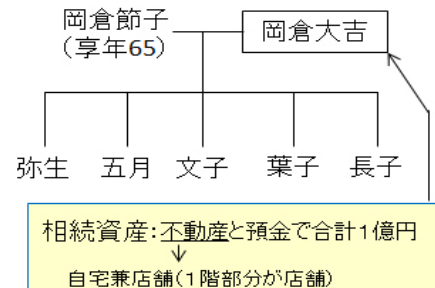 岡倉節子
(享年65)
岡倉大吉
弥生 五月 文子 葉子 長子
相続資産:不動産と預金で合計1億円
自宅兼店舗(1階部分が店舗)